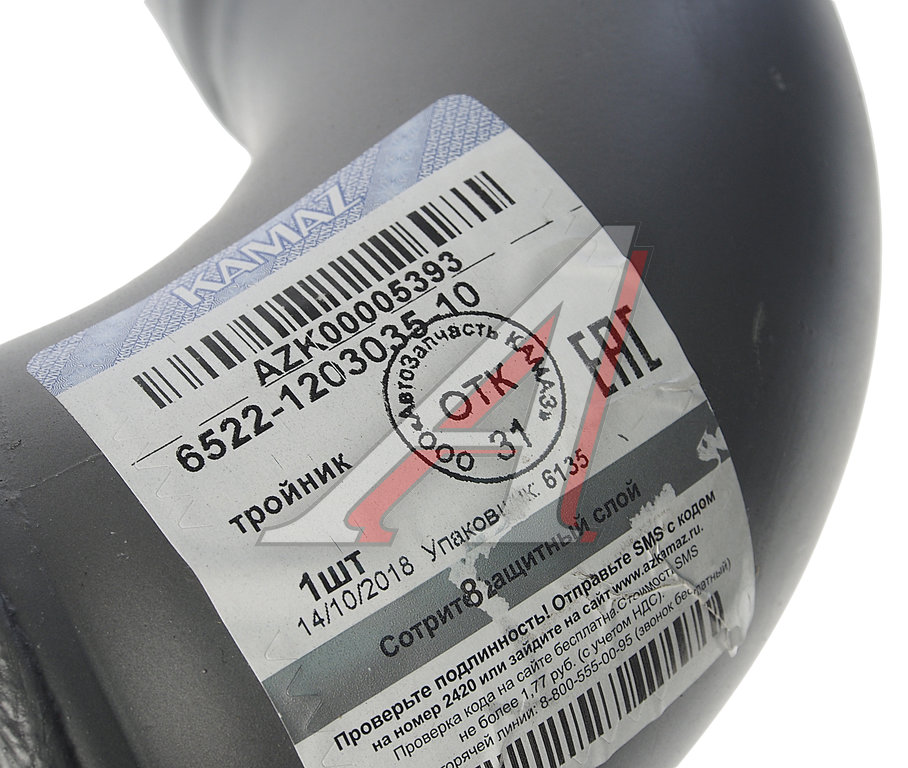 KAMAZ
AZK00005393
6522-1203035-10
тройник
ООО «АвтоЗапчасть КАМАЗ»
ОТК
31
ЕАС
1шт
14/10/2018 Упаковщик: 6135
Сотрите защитный слой
8
Проверьте подлинность! Отправьте SMS с кодом
на номер 2420 или зайдите на сайт www.azkamaz.ru.
Проверка кода на сайте бесплатна. Стоимость SMS
не более 1,77 руб. (с учетом НДС).
горячей линии: 8-800-555-00-95 (звонок бесплатный)